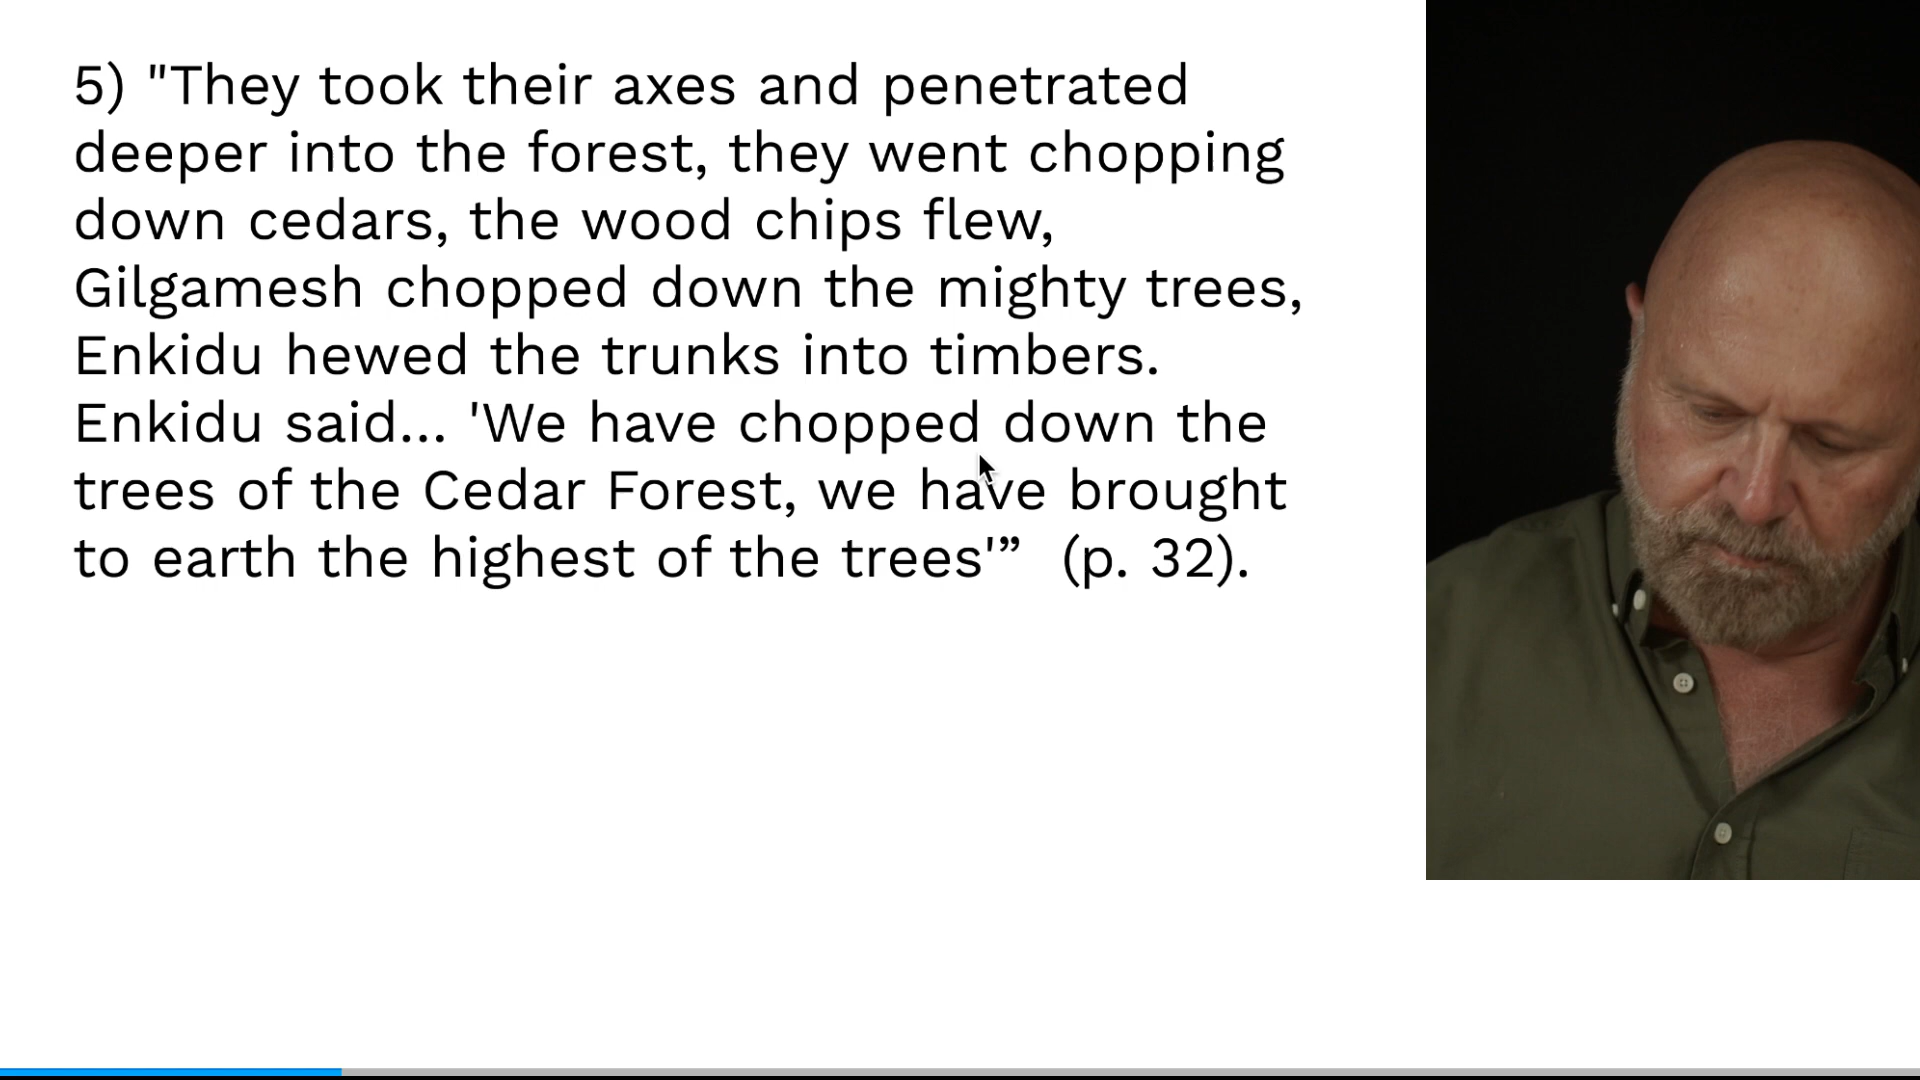 5) "They took their axes and penetrated
deeper into the forest, they went chopping
down cedars, the wood chips flew,
Gilgamesh chopped down the mighty trees,
Enkidu hewed the trunks into timbers.
Enkidu said... 'We have chopped down the
trees of the Cedar Forest, we have brought
to earth the highest of the trees'”  (p. 32).